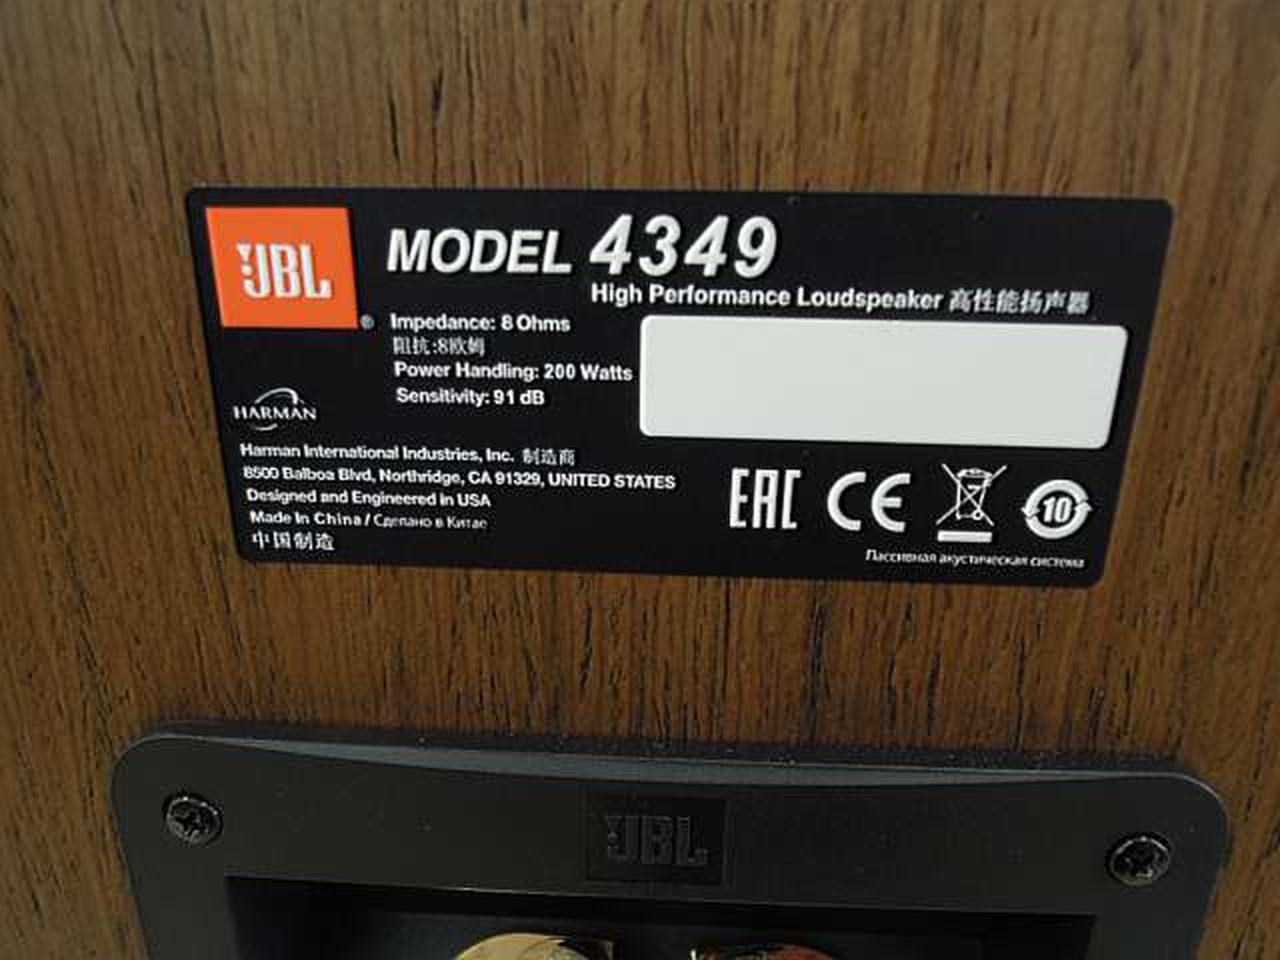 JBL
MODEL 4349
High Performance Loudspeaker 高性能扬声器
®
Impedance: 8 Ohms
阻抗:8欧姆
Power Handling: 200 Watts
Sensitivity: 91 dB
HARMAN
Harman International Industries, Inc. 制造商
8500 Balboa Blvd, Northridge, CA 91329, UNITED STATES
Designed and Engineered in USA
Made In China / Сделано в Китае
中国制造
EAC CE 10
Пассивная акустическая система
JBL